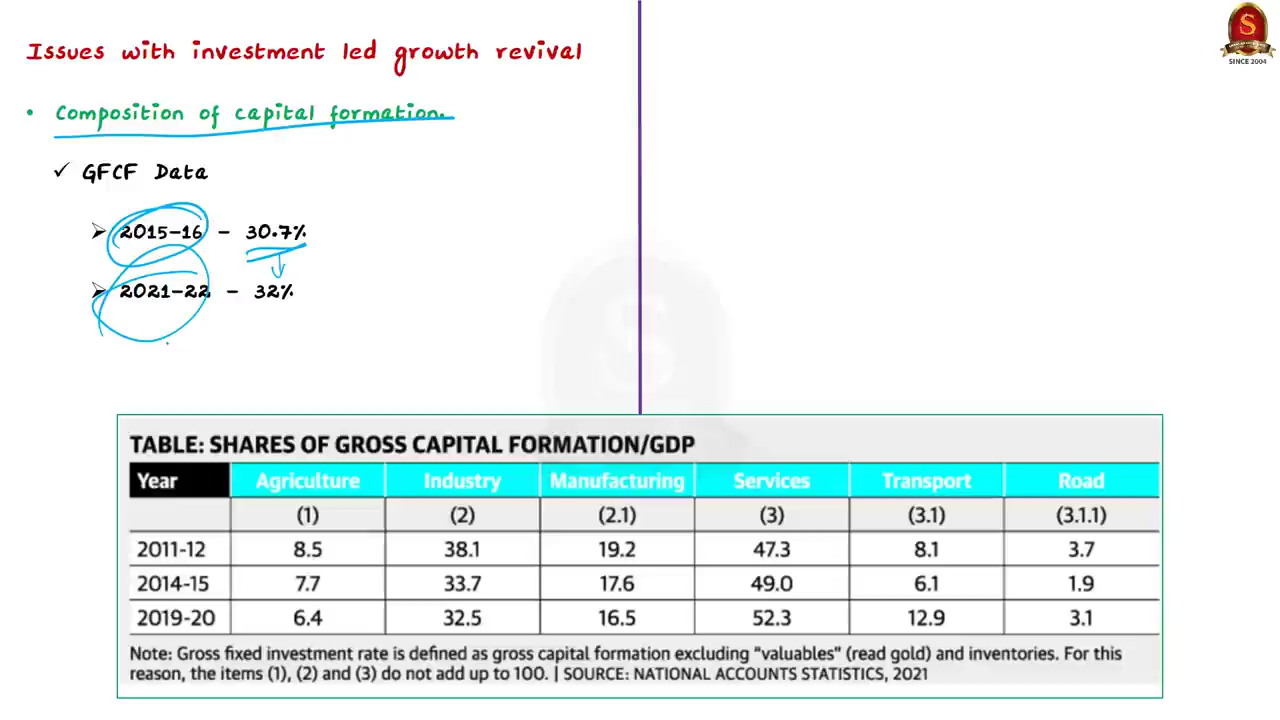 Issues with investment led growth revival
• Composition of capital formation.
✓ GFCF Data
➢ 2015-16 - 30.7%
➢ 2021-22 - 32%
S
SINCE 2004
TABLE: SHARES OF GROSS CAPITAL FORMATION/GDP
Year Agriculture Industry Manufacturing Services Transport Road
(1) (2) (2.1) (3) (3.1) (3.1.1)
2011-12 8.5 38.1 19.2 47.3 8.1 3.7
2014-15 7.7 33.7 17.6 49.0 6.1 1.9
2019-20 6.4 32.5 16.5 52.3 12.9 3.1
Note: Gross fixed investment rate is defined as gross capital formation excluding "valuables" (read gold) and inventories. For this
reason, the items (1), (2) and (3) do not add up to 100. | SOURCE: NATIONAL ACCOUNTS STATISTICS, 2021